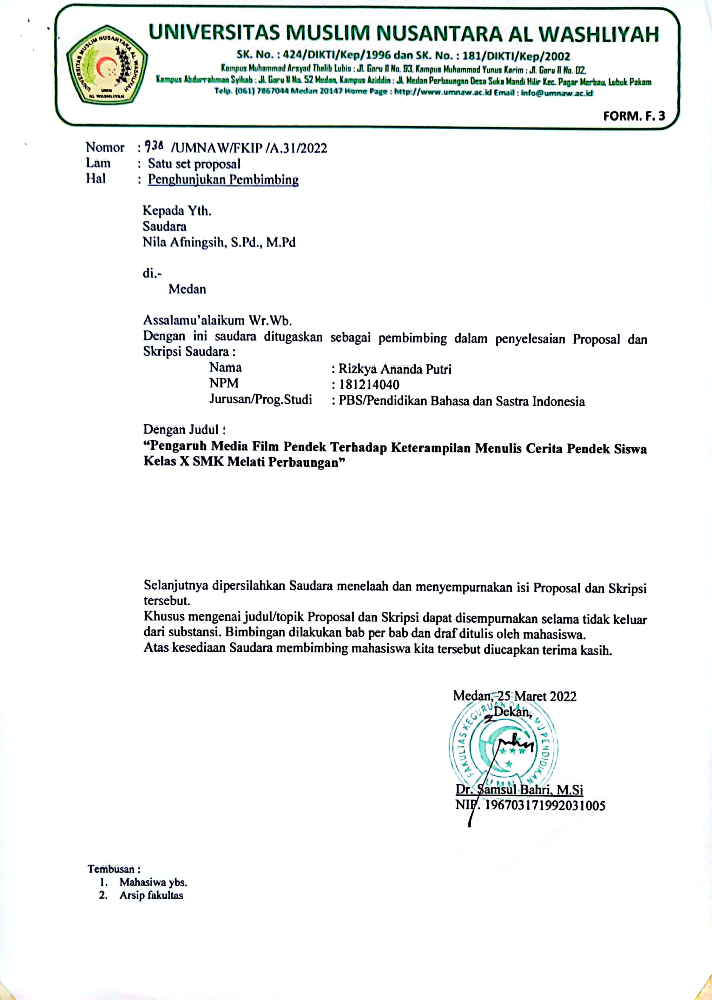 UNIVERSITAS MUSLIM NUSANTARA AL WASHLIYAH
SK. No. : 424/DIKTI/Kep/1996 dan SK. No. : 181/DIKTI/Kep/2002
Kampus Muhammad Arsyad Thalib Lubis : Jl. Garu II No. 93, Kampus Muhammad Yunus Karim : Jl. Garu II No. 02,
Kampus Abdurrahman Syihab : Jl. Garu II No. 52 Medan, Kampus Aziddin : Jl. Medan Perbaungan Desa Suka Mandi Hilir Kec. Pagar Merbau, Lubuk Pakam
Telp. (061) 7867044 Medan 20147 Home Page : http://www.umnaw.ac.id Email : info@umnaw.ac.id
UNIVERSITAS MUSLIM NUSANTARA AL WASHLIYAH
UMN
AL WASHLIYAH
FORM. F. 3
Nomor : 938 /UMNAW/FKIP /A.31/2022
Lam : Satu set proposal
Hal : Penghunjukan Pembimbing
Kepada Yth.
Saudara
Nila Afningsih, S.Pd., M.Pd
di.-
Medan
Assalamu’alaikum Wr.Wb.
Dengan ini saudara ditugaskan sebagai pembimbing dalam penyelesaian Proposal dan
Skripsi Saudara :
Nama : Rizkya Ananda Putri
NPM : 181214040
Jurusan/Prog.Studi : PBS/Pendidikan Bahasa dan Sastra Indonesia
Dengan Judul :
“Pengaruh Media Film Pendek Terhadap Keterampilan Menulis Cerita Pendek Siswa
Kelas X SMK Melati Perbaungan”
Selanjutnya dipersilahkan Saudara menelaah dan menyempurnakan isi Proposal dan Skripsi
tersebut.
Khusus mengenai judul/topik Proposal dan Skripsi dapat disempurnakan selama tidak keluar
dari substansi. Bimbingan dilakukan bab per bab dan draf ditulis oleh mahasiswa.
Atas kesediaan Saudara membimbing mahasiswa kita tersebut diucapkan terima kasih.
Medan, 25 Maret 2022
Dekan,
FAKULTAS KEGURUAN DAN ILMU PENDIDIKAN
UMN
Dr. Samsul Bahri, M.Si
NIP. 196703171992031005
Tembusan :
1. Mahasiwa ybs.
2. Arsip fakultas